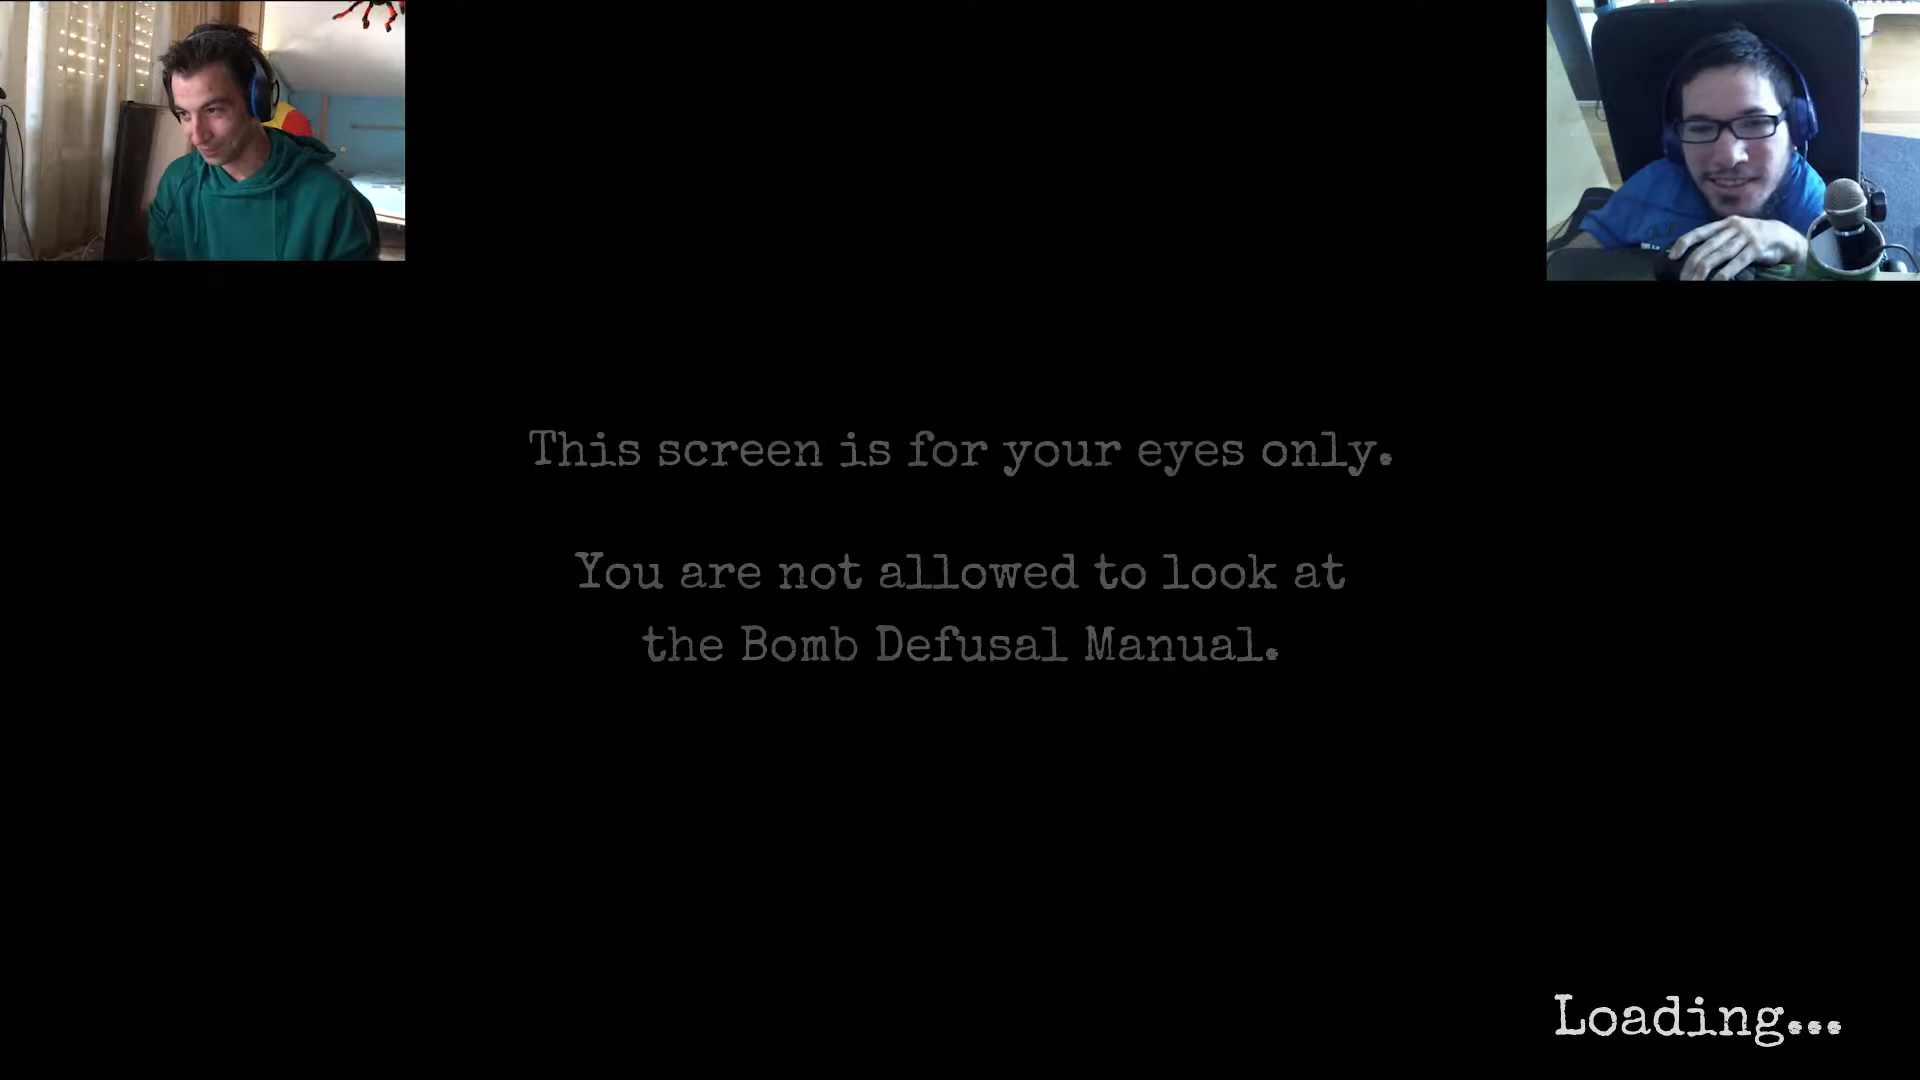 This screen is for your eyes only.
You are not allowed to look at
the Bomb Defusal Manual.
Loading...